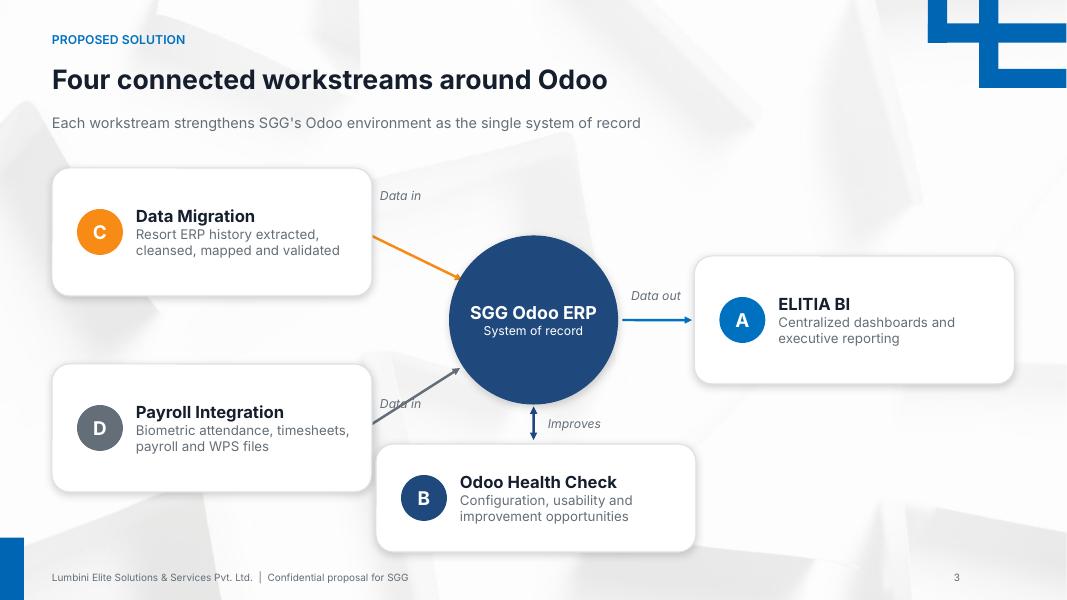 PROPOSED SOLUTION
Four connected workstreams around Odoo
Each workstream strengthens SGG's Odoo environment as the single system of record
Data in
C
Data Migration
Resort ERP history extracted,
cleansed, mapped and validated
SGG Odoo ERP
System of record
Data out
A
ELITIA BI
Centralized dashboards and
executive reporting
Data in
D
Payroll Integration
Biometric attendance, timesheets,
payroll and WPS files
Improves
B
Odoo Health Check
Configuration, usability and
improvement opportunities
Lumbini Elite Solutions & Services Pvt. Ltd. | Confidential proposal for SGG
3